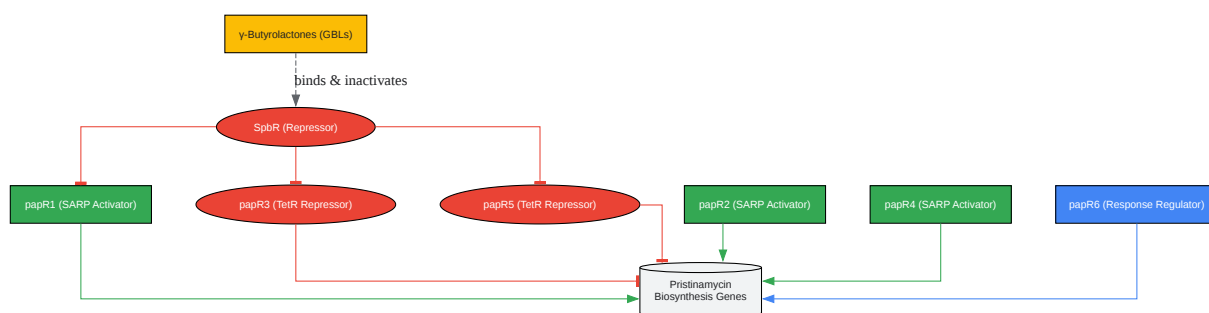 γ-Butyrolactones (GBLs)
binds & inactivates
SpbR (Repressor)
papR1 (SARP Activator)
papR3 (TetR Repressor)
papR5 (TetR Repressor)
papR2 (SARP Activator)
papR4 (SARP Activator)
papR6 (Response Regulator)
Pristinamycin
Biosynthesis Genes